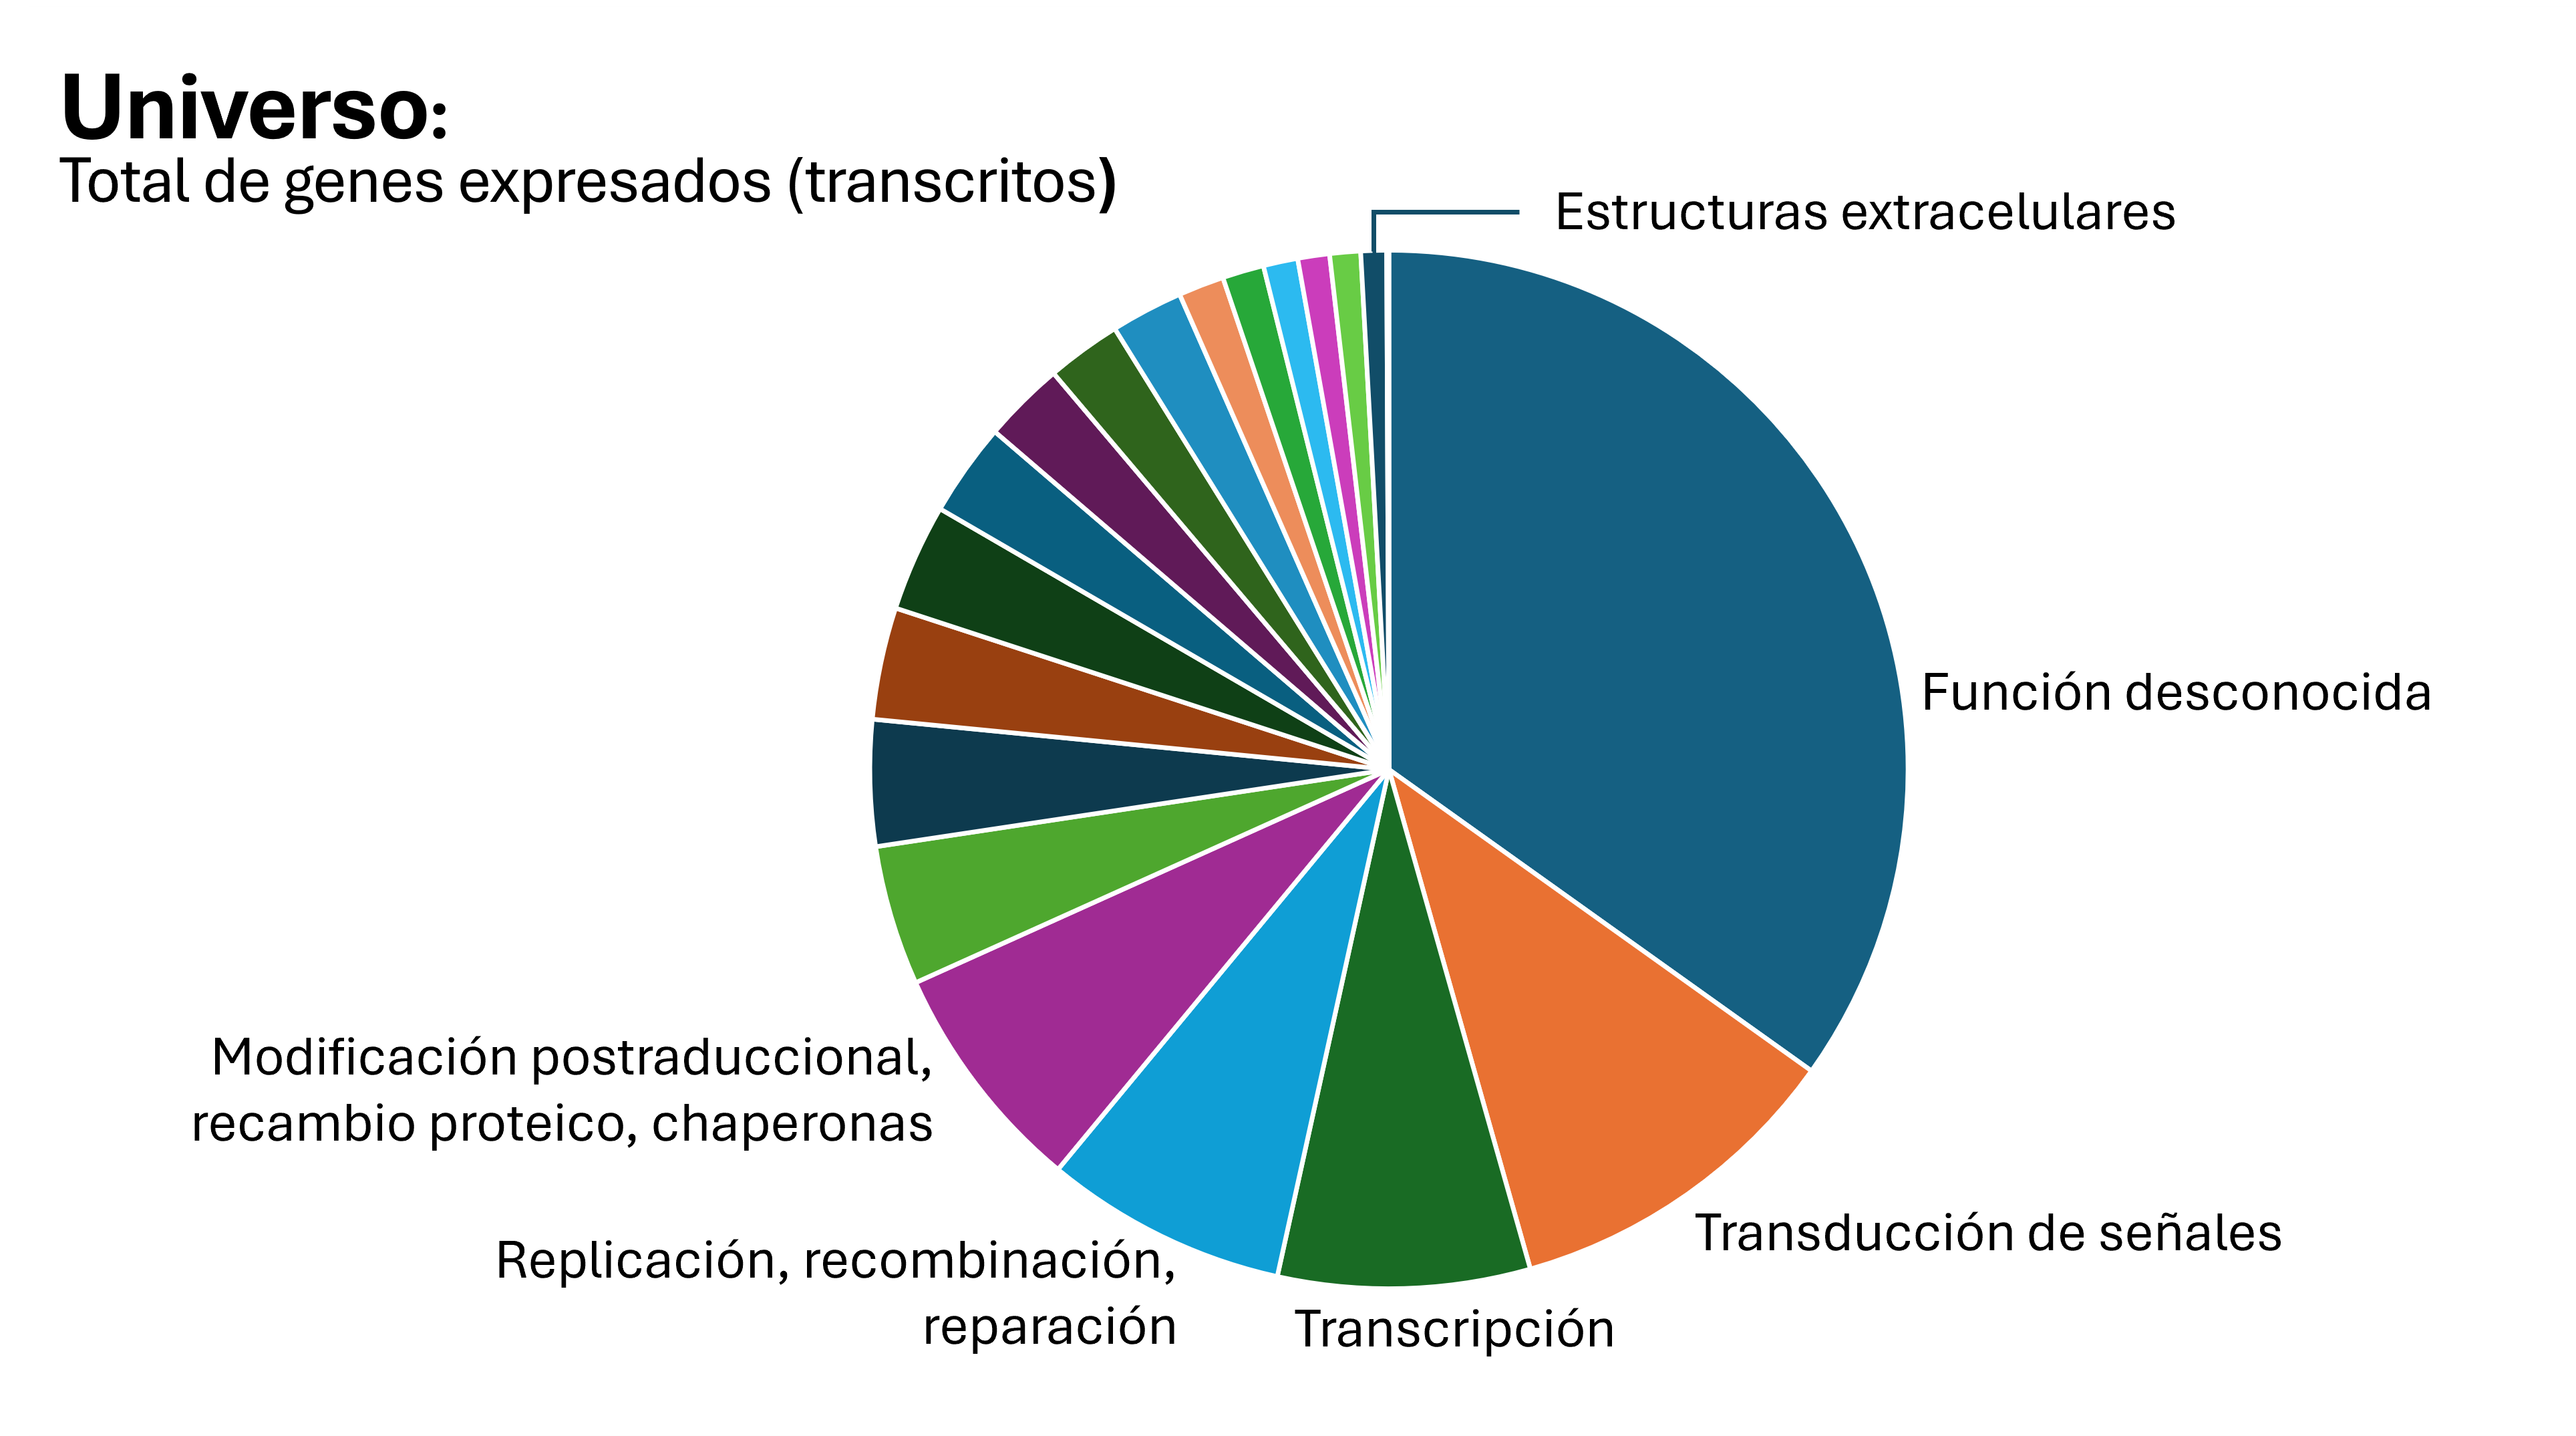 Universo:
Total de genes expresados (transcritos)
Estructuras extracelulares
Función desconocida
Modificación postraduccional,
recambio proteico, chaperonas
Transducción de señales
Replicación, recombinación,
reparación
Transcripción